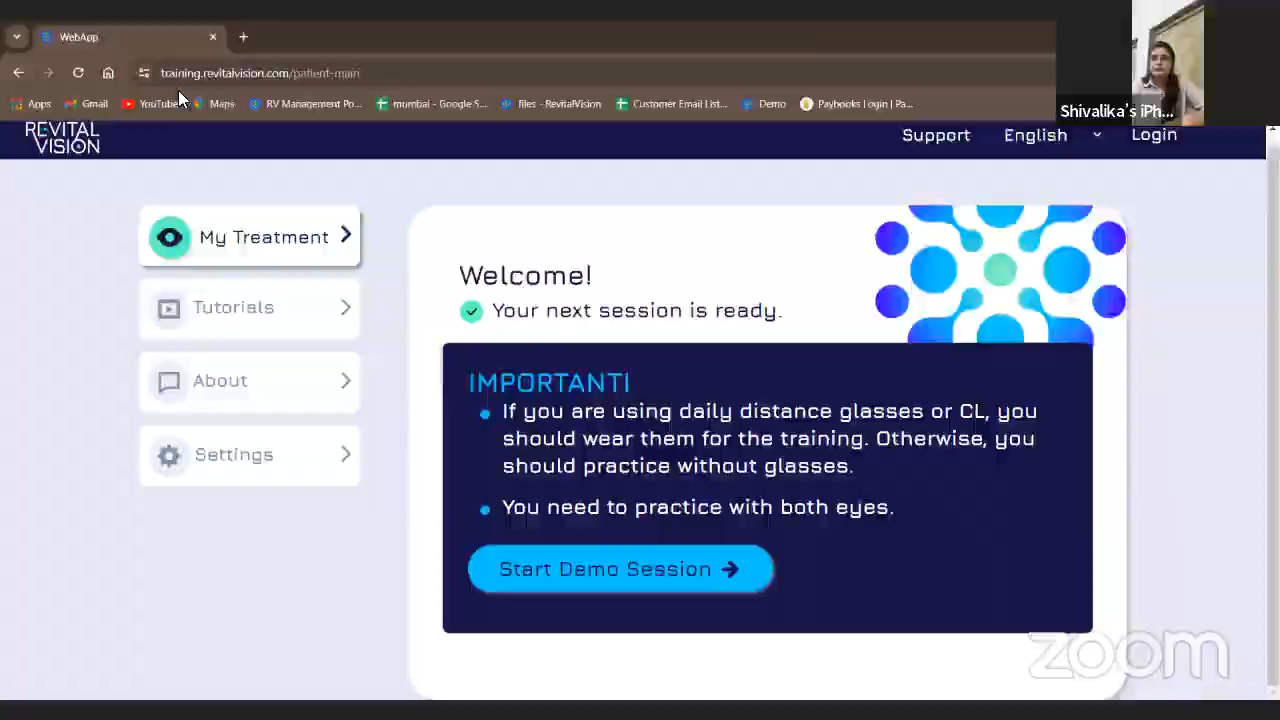 WebApp
training.revitalvision.com/patient-main
Apps Gmail YouTube Maps RV Management Po... mumbai - Google S... files - RevitalVision Customer Email List... Demo Paybooks Login | Pa...
Shivalika's iPh...
REVITAL
VISION
Support English Login
My Treatment
Tutorials
About
Settings
Welcome!
Your next session is ready.
IMPORTANT!
If you are using daily distance glasses or CL, you
should wear them for the training. Otherwise, you
should practice without glasses.
You need to practice with both eyes.
Start Demo Session
zoom